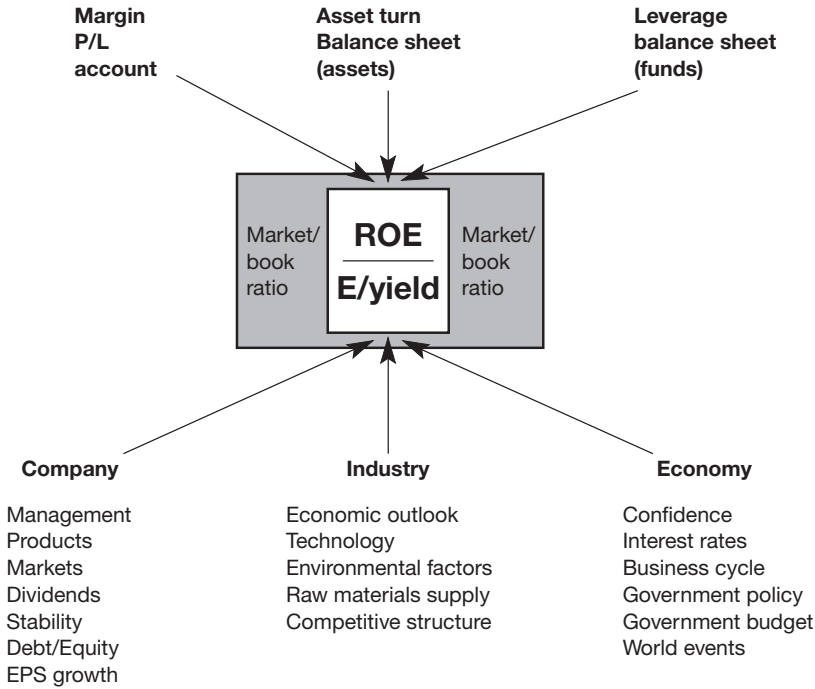 Margin
P/L
account
Asset turn
Balance sheet
(assets)
Leverage
balance sheet
(funds)
Market/
book
ratio
ROE
E/yield
Market/
book
ratio
Company
Management
Products
Markets
Dividends
Stability
Debt/Equity
EPS growth
Industry
Economic outlook
Technology
Environmental factors
Raw materials supply
Competitive structure
Economy
Confidence
Interest rates
Business cycle
Government policy
Government budget
World events